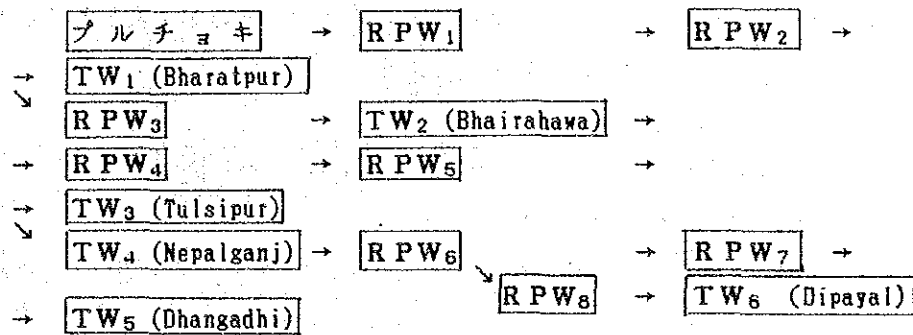 プルチョキ → RPW₁ → RPW₂ →
→ TW₁ (Bharatpur)
↘ RPW₃ → TW₂ (Bhairahawa) →
→ RPW₄ → RPW₅ →
→ TW₃ (Tulsipur)
↘ TW₄ (Nepalganj) → RPW₆ → RPW₇ →
↘ RPW₈ → TW₆ (Dipayal)
→ TW₅ (Dhangadhi)